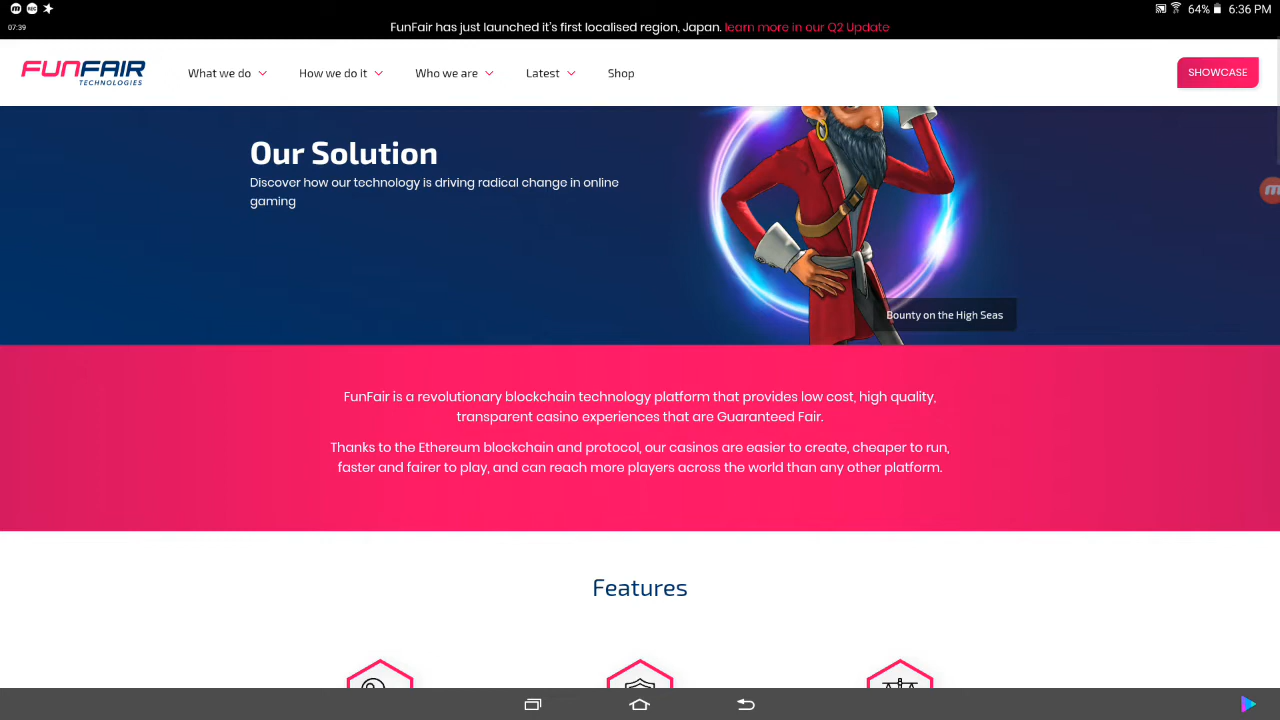 64% 6:36 PM
07:39
FunFair has just launched it's first localised region, Japan. learn more in our Q2 Update
FUNFAIR
TECHNOLOGIES
What we do
How we do it
Who we are
Latest
Shop
SHOWCASE
Our Solution
Discover how our technology is driving radical change in online
gaming
Bounty on the High Seas
FunFair is a revolutionary blockchain technology platform that provides low cost, high quality,
transparent casino experiences that are Guaranteed Fair.
Thanks to the Ethereum blockchain and protocol, our casinos are easier to create, cheaper to run,
faster and fairer to play, and can reach more players across the world than any other platform.
Features